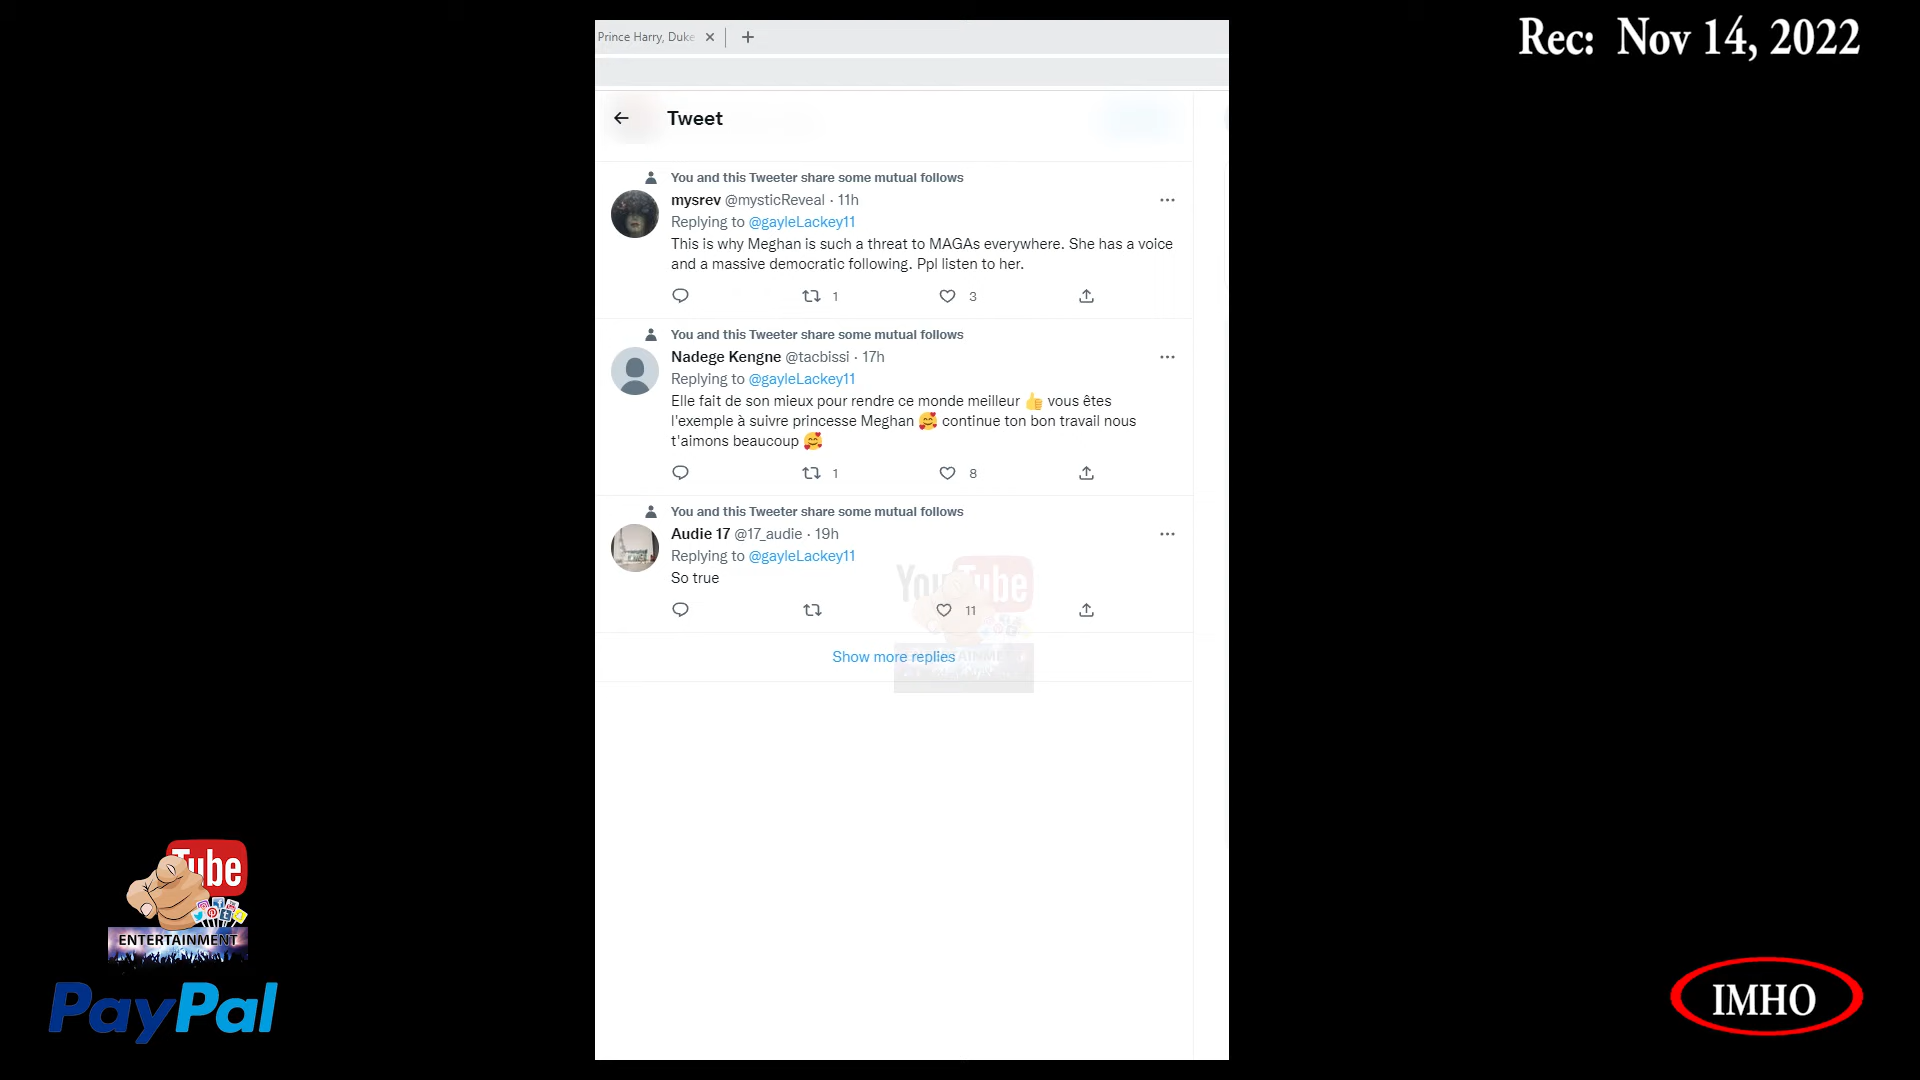 Rec: Nov 14, 2022
Prince Harry, Duke
Tweet
You and this Tweeter share some mutual follows
mysrev @mysticReveal · 11h
Replying to @gayleLackey11
This is why Meghan is such a threat to MAGAs everywhere. She has a voice
and a massive democratic following. Ppl listen to her.
1 3
You and this Tweeter share some mutual follows
Nadege Kengne @tacbissi · 17h
Replying to @gayleLackey11
Elle fait de son mieux pour rendre ce monde meilleur 👍 vous êtes
l'exemple à suivre princesse Meghan 🥰 continue ton bon travail nous
t'aimons beaucoup 🥰
1 8
You and this Tweeter share some mutual follows
Audie 17 @17_audie · 19h
Replying to @gayleLackey11
So true
11
YouTube
Show more replies
Tube
ENTERTAINMENT
PayPal
IMHO